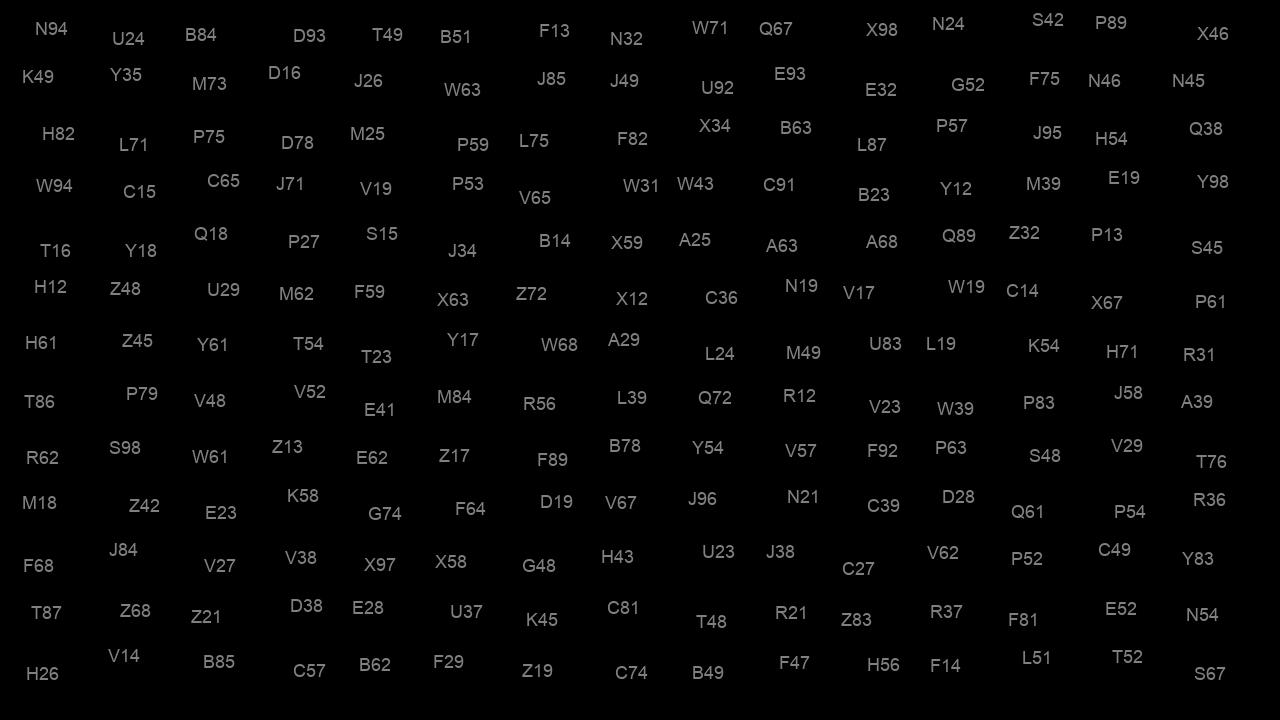 N94 U24 B84 D93 T49 B51 F13 N32 W71 Q67 X98 N24 S42 P89 X46
K49 Y35 M73 D16 J26 W63 J85 J49 U92 E93 E32 G52 F75 N46 N45
H82 L71 P75 D78 M25 P59 L75 F82 X34 B63 L87 P57 J95 H54 Q38
W94 C15 C65 J71 V19 P53 V65 W31 W43 C91 B23 Y12 M39 E19 Y98
T16 Y18 Q18 P27 S15 J34 B14 X59 A25 A63 A68 Q89 Z32 P13 S45
H12 Z48 U29 M62 F59 X63 Z72 X12 C36 N19 V17 W19 C14 X67 P61
H61 Z45 Y61 T54 T23 Y17 W68 A29 L24 M49 U83 L19 K54 H71 R31
T86 P79 V48 V52 E41 M84 R56 L39 Q72 R12 V23 W39 P83 J58 A39
R62 S98 W61 Z13 E62 Z17 F89 B78 Y54 V57 F92 P63 S48 V29 T76
M18 Z42 E23 K58 G74 F64 D19 V67 J96 N21 C39 D28 Q61 P54 R36
F68 J84 V27 V38 X97 X58 G48 H43 U23 J38 C27 V62 P52 C49 Y83
T87 Z68 Z21 D38 E28 U37 K45 C81 T48 R21 Z83 R37 F81 E52 N54
H26 V14 B85 C57 B62 F29 Z19 C74 B49 F47 H56 F14 L51 T52 S67